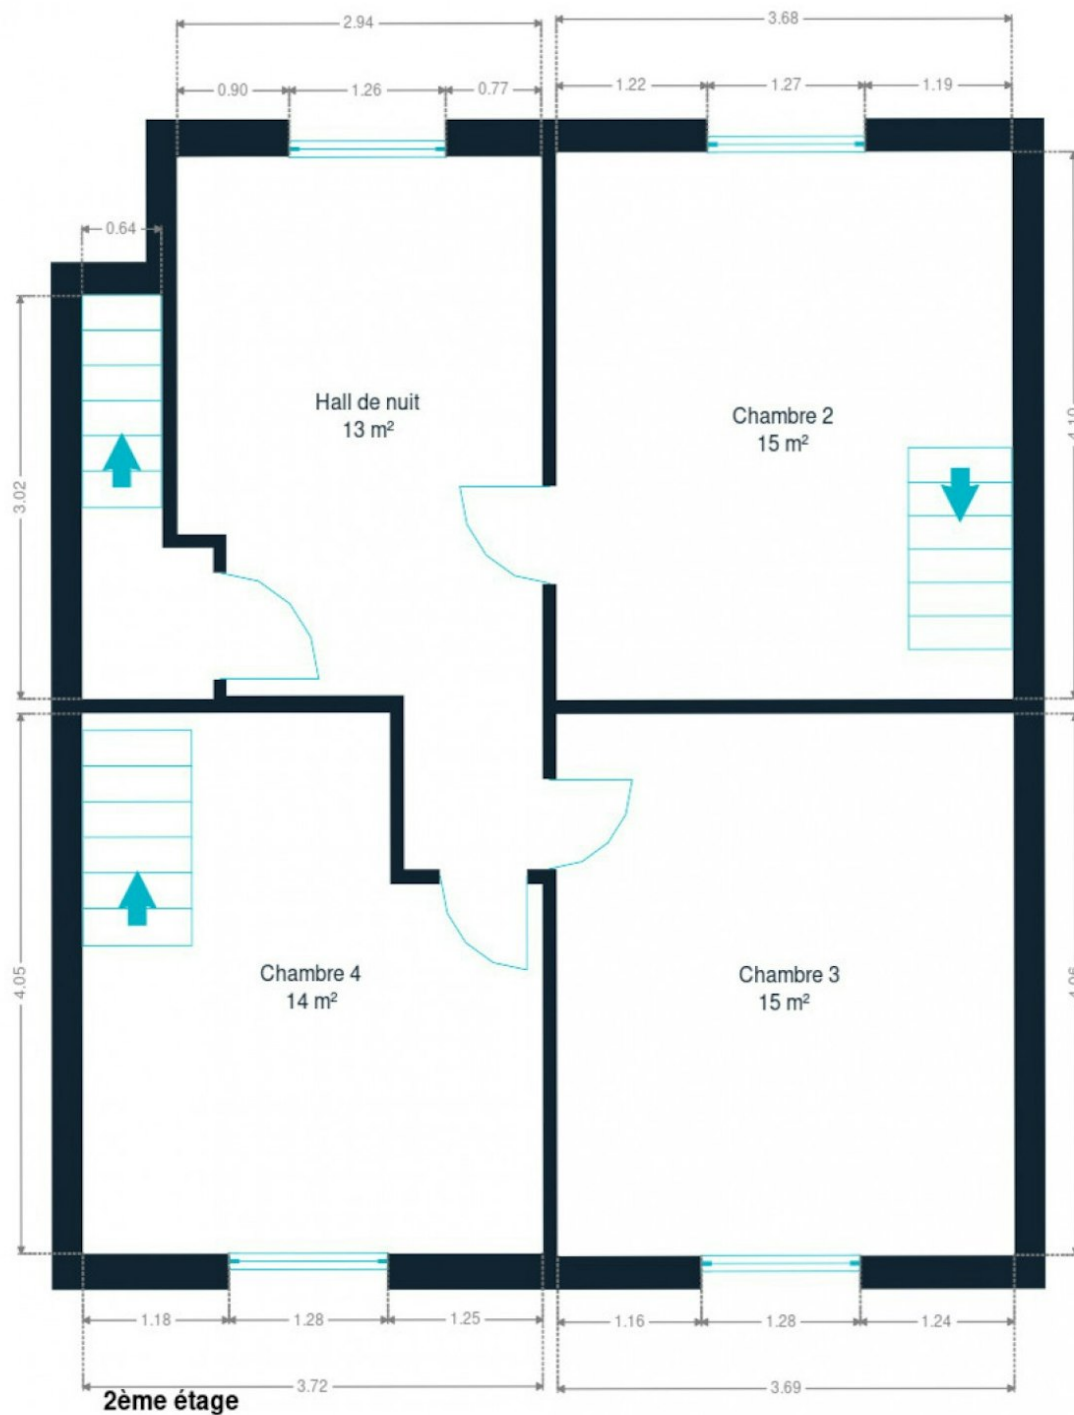 2.94
3.68
0.90
1.26
0.77
1.22
1.27
1.19
0.64
Hall de nuit
13 m²
Chambre 2
15 m²
3.02
4.05
Chambre 4
14 m²
Chambre 3
15 m²
1.18
1.28
1.25
1.16
1.28
1.24
3.72
3.69
2ème étage